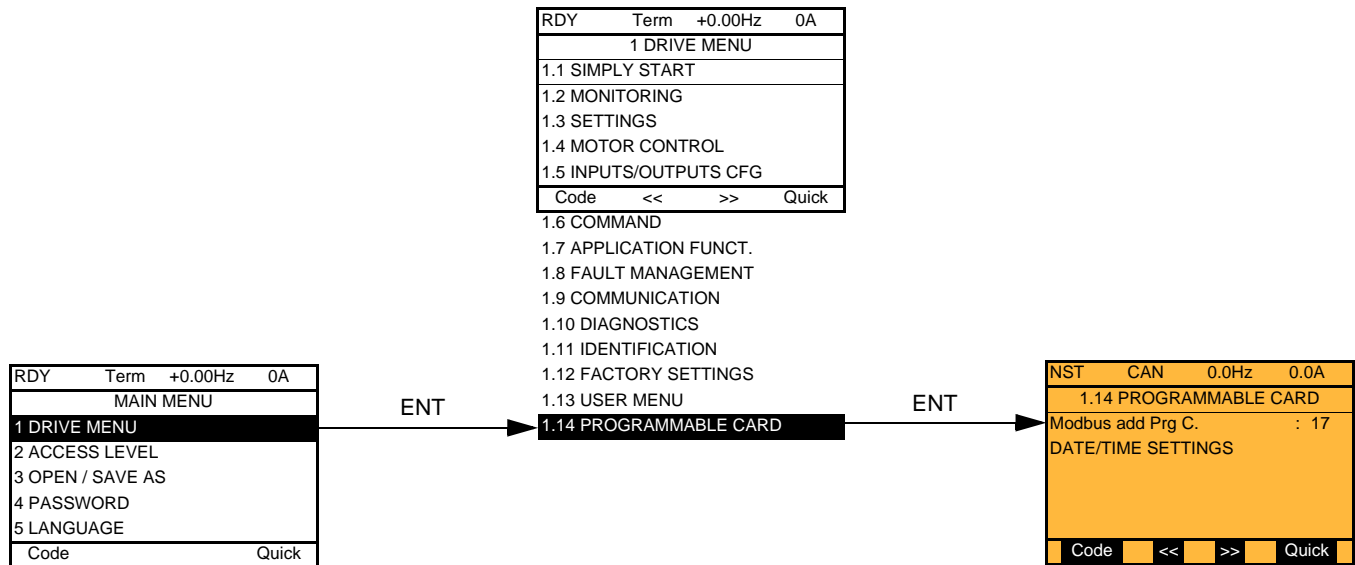 RDY Term +0.00Hz 0A
1 DRIVE MENU
1.1 SIMPLY START
1.2 MONITORING
1.3 SETTINGS
1.4 MOTOR CONTROL
1.5 INPUTS/OUTPUTS CFG
Code << >> Quick
1.6 COMMAND
1.7 APPLICATION FUNCT.
1.8 FAULT MANAGEMENT
1.9 COMMUNICATION
1.10 DIAGNOSTICS
1.11 IDENTIFICATION
1.12 FACTORY SETTINGS
1.13 USER MENU
1.14 PROGRAMMABLE CARD
RDY Term +0.00Hz 0A
MAIN MENU
1 DRIVE MENU
2 ACCESS LEVEL
3 OPEN / SAVE AS
4 PASSWORD
5 LANGUAGE
Code Quick
ENT
ENT
NST CAN 0.0Hz 0.0A
1.14 PROGRAMMABLE CARD
Modbus add Prg C. : 17
DATE/TIME SETTINGS
Code << >> Quick